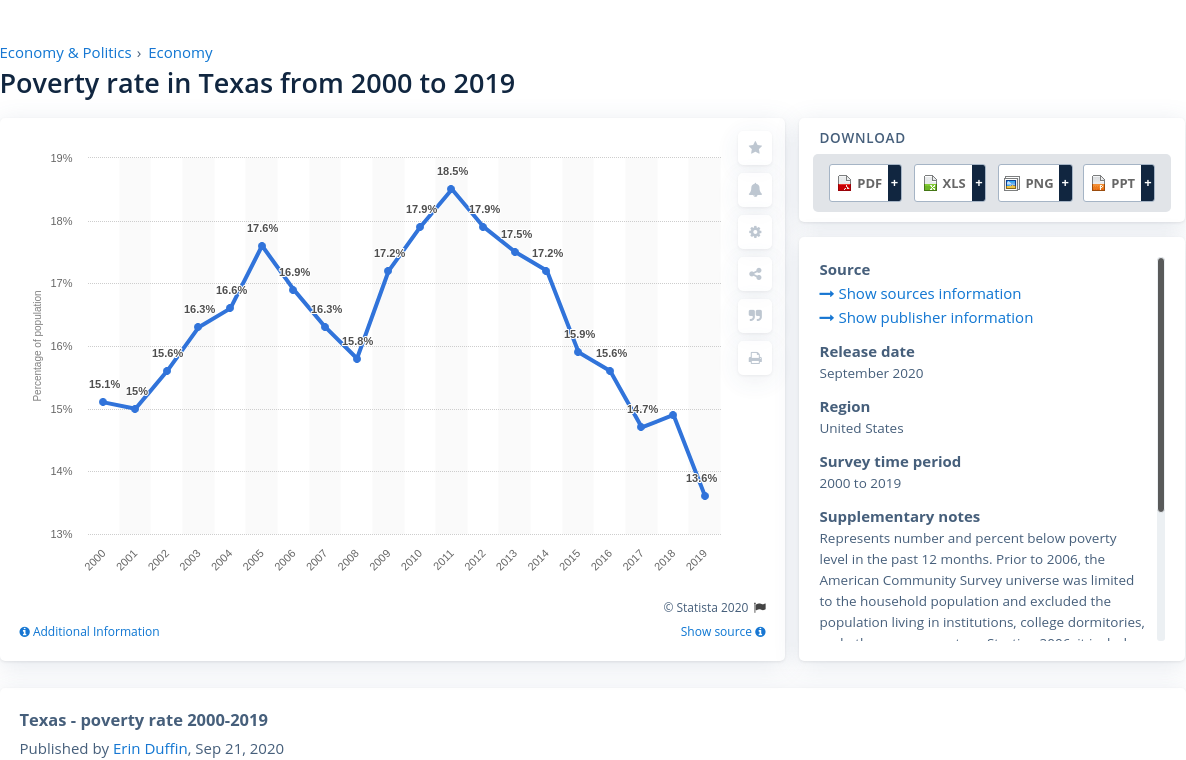 Economy & Politics › Economy
Poverty rate in Texas from 2000 to 2019
19%
18%
17%
16%
15%
14%
13%
Percentage of population
15.1%
15%
15.6%
16.3%
16.6%
17.6%
16.9%
16.3%
15.8%
17.2%
17.9%
18.5%
17.9%
17.5%
17.2%
15.9%
15.6%
14.7%
13.6%
2000
2001
2002
2003
2004
2005
2006
2007
2008
2009
2010
2011
2012
2013
2014
2015
2016
2017
2018
2019
© Statista 2020
Additional Information
Show source
DOWNLOAD
PDF +
XLS +
PNG +
PPT +
Source
Show sources information
Show publisher information
Release date
September 2020
Region
United States
Survey time period
2000 to 2019
Supplementary notes
Represents number and percent below poverty
level in the past 12 months. Prior to 2006, the
American Community Survey universe was limited
to the household population and excluded the
population living in institutions, college dormitories,
Texas - poverty rate 2000-2019
Published by Erin Duffin, Sep 21, 2020